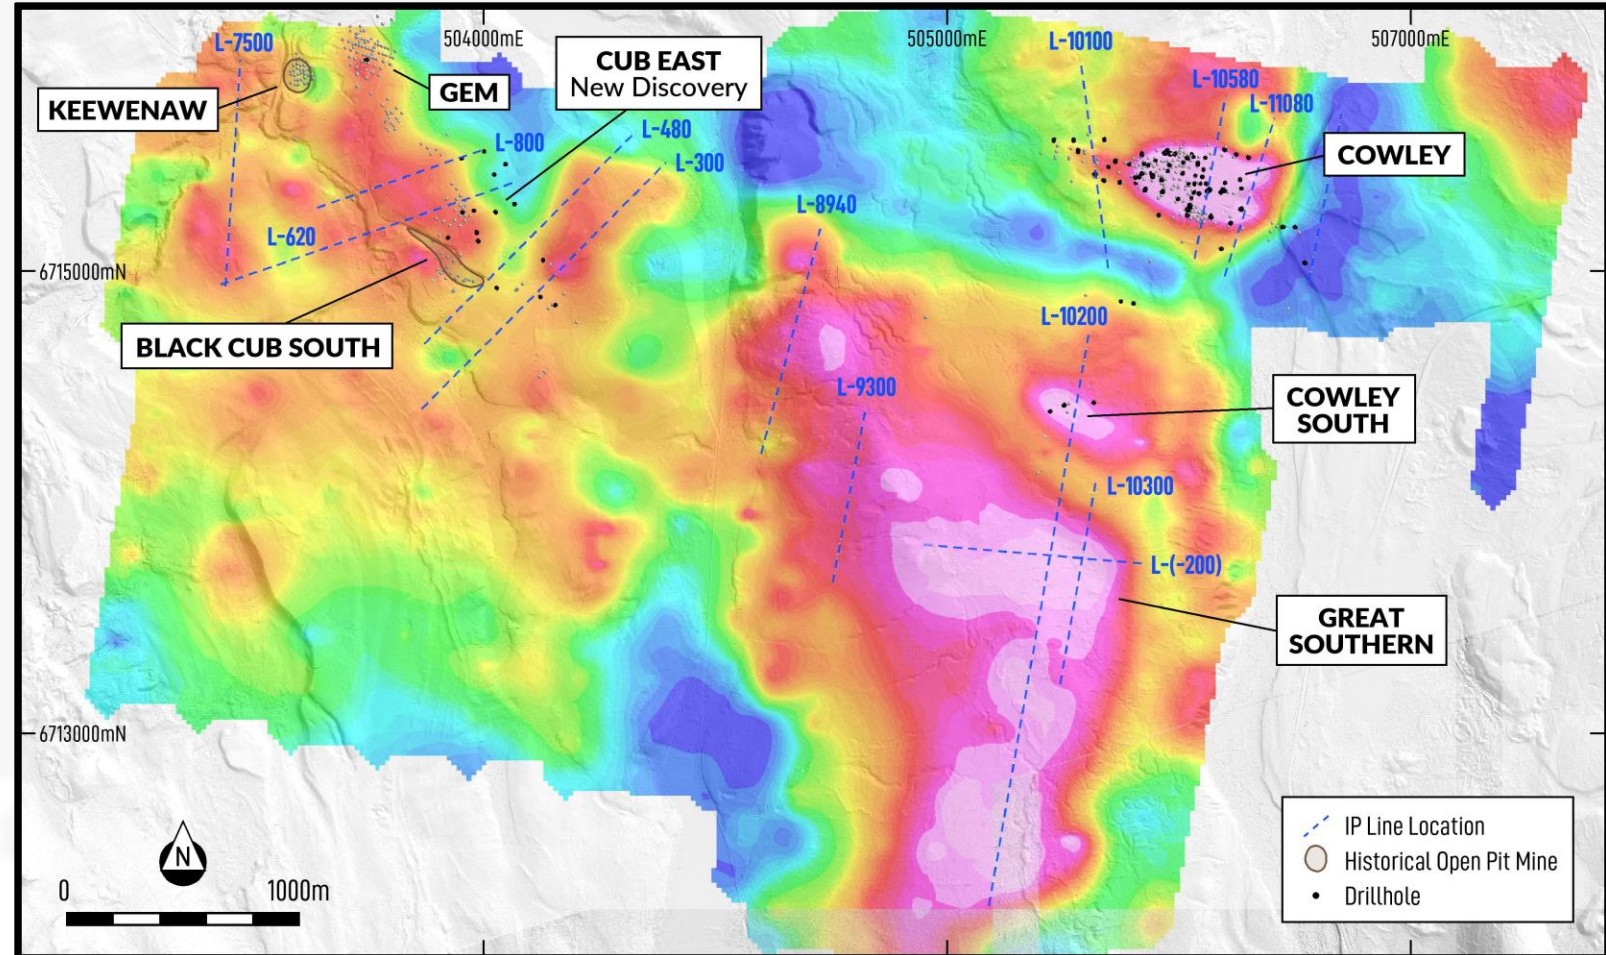 504000mE
505000mE
507000mE
L-7500
L-10100
CUB EAST
New Discovery
L-10580
GEM
L-11080
KEEWENAW
L-480
L-800
COWLEY
L-300
L-8940
L-620
6715000mN
L-10200
BLACK CUB SOUTH
L-9300
COWLEY
SOUTH
L-10300
L-(-200)
GREAT
SOUTHERN
6713000mN
N
0
1000m
IP Line Location
Historical Open Pit Mine
Drillhole